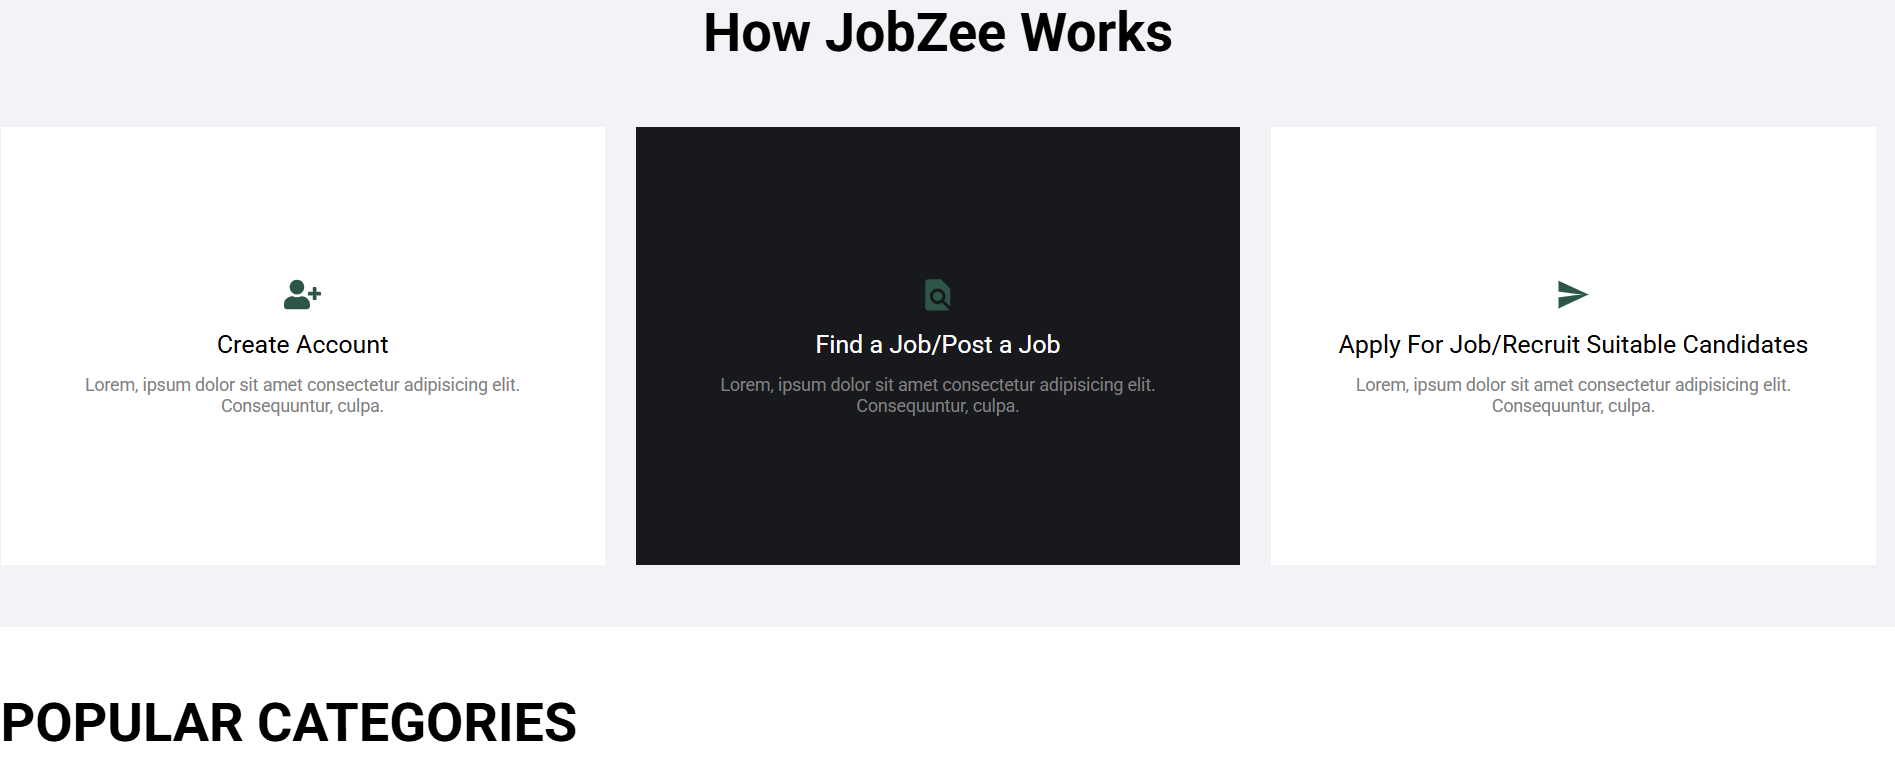 How JobZee Works
Create Account
Lorem, ipsum dolor sit amet consectetur adipisicing elit.
Consequuntur, culpa.
Find a Job/Post a Job
Lorem, ipsum dolor sit amet consectetur adipisicing elit.
Consequuntur, culpa.
Apply For Job/Recruit Suitable Candidates
Lorem, ipsum dolor sit amet consectetur adipisicing elit.
Consequuntur, culpa.
POPULAR CATEGORIES